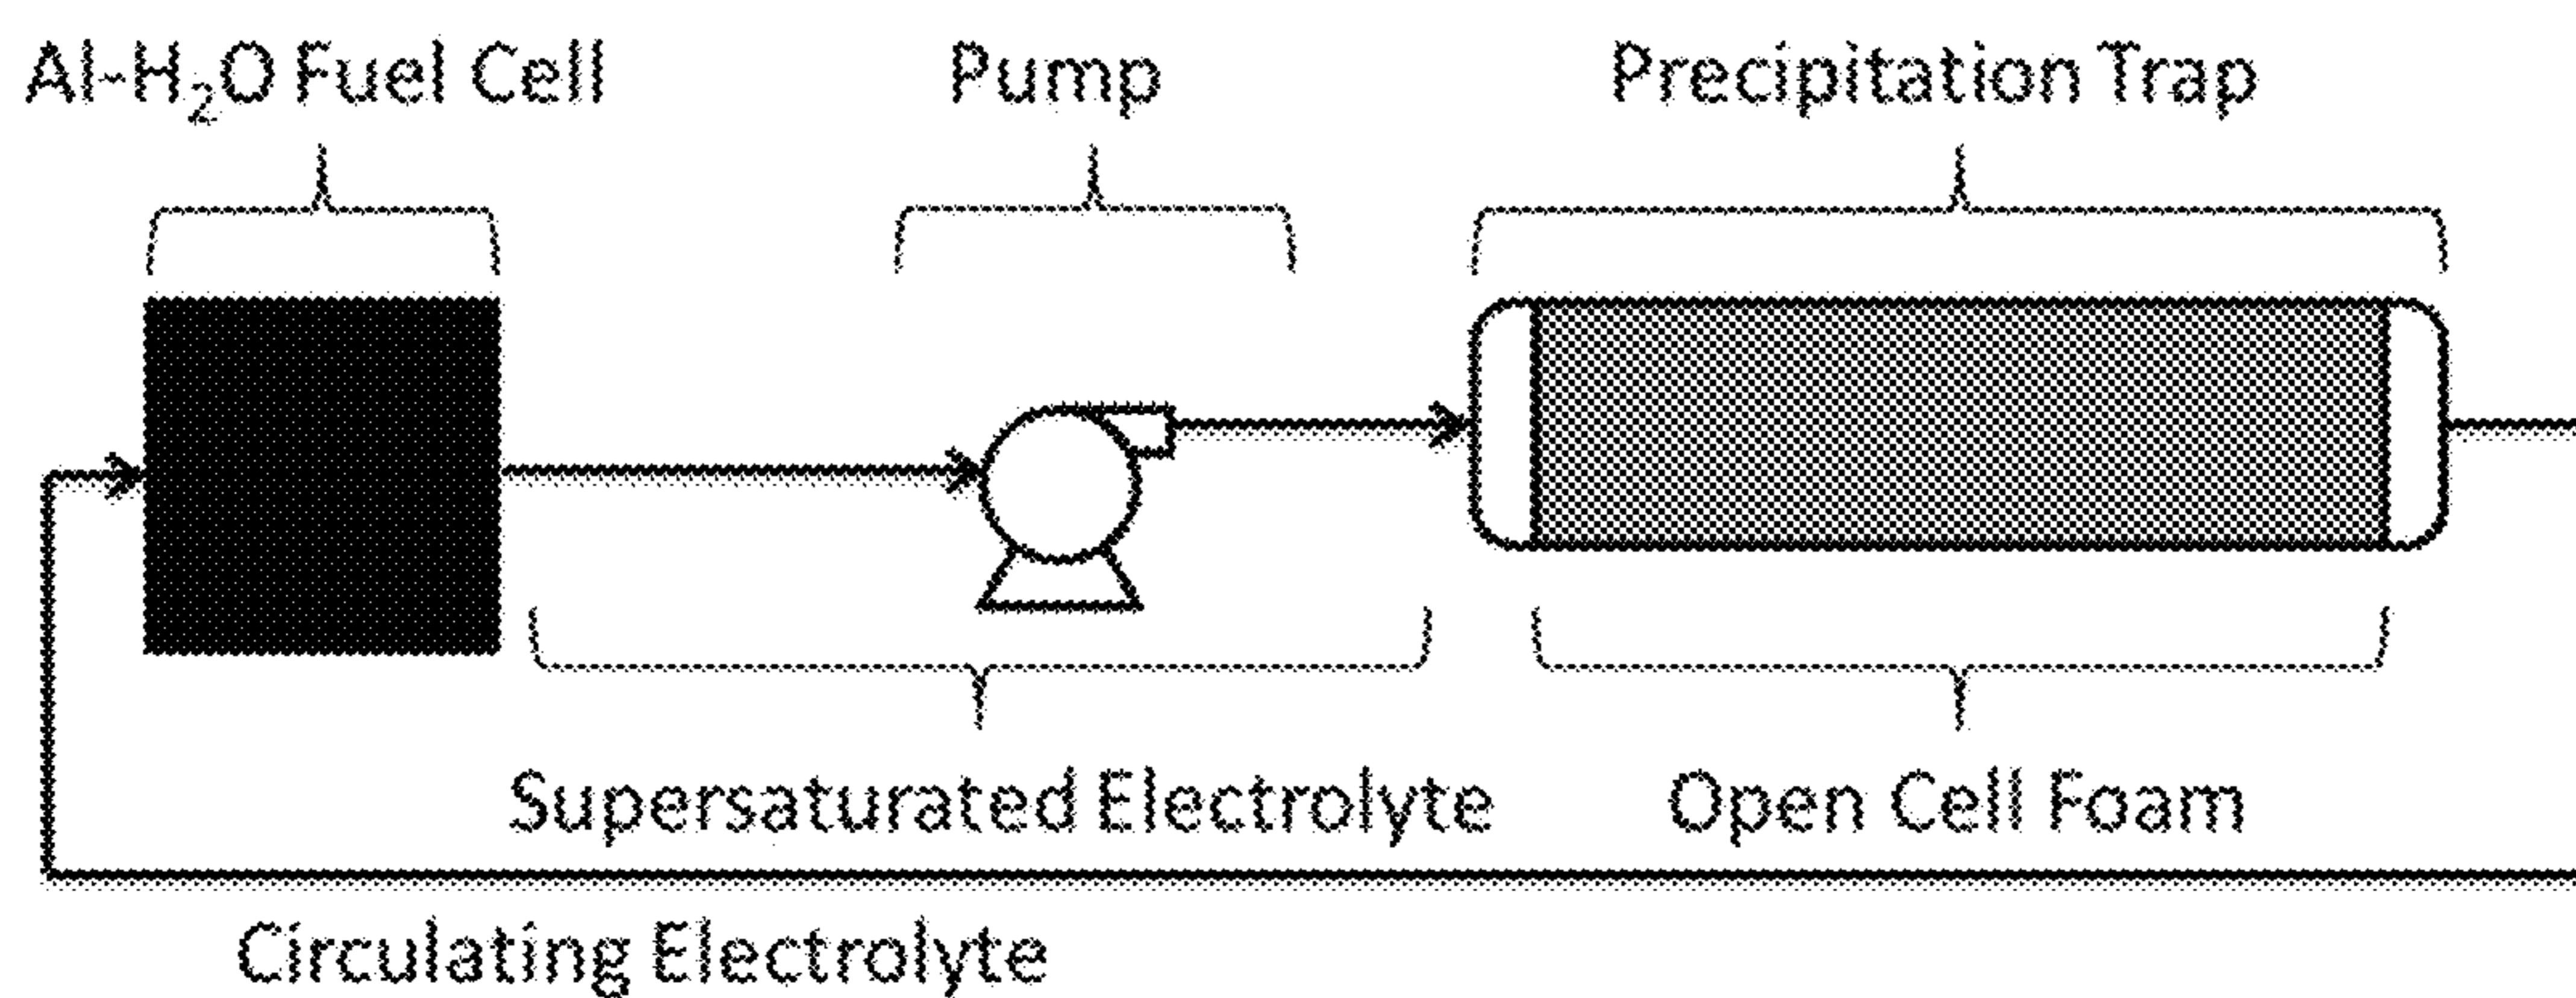 Al-H₂O Fuel Cell
Pump
Precipitation Trap
Supersaturated Electrolyte
Open Cell Foam
Circulating Electrolyte